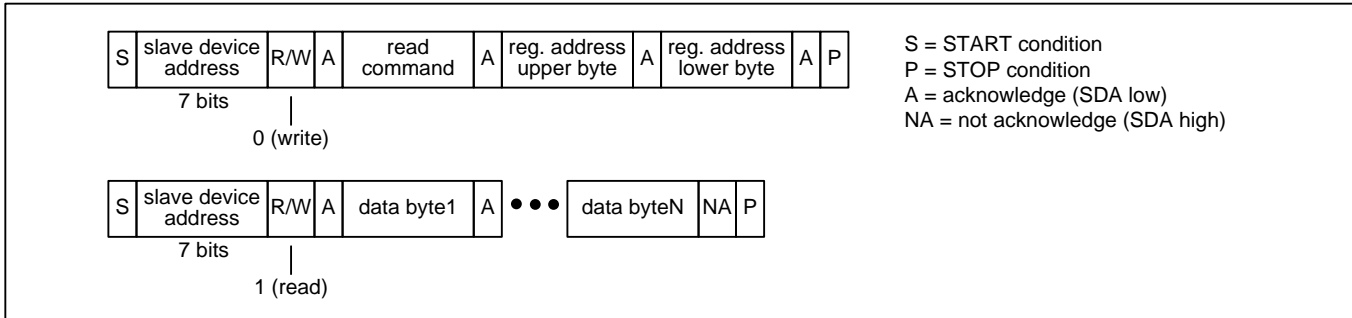 S slave device address R/W A read command A reg. address upper byte A reg. address lower byte A P
7 bits
0 (write)
S = START condition
P = STOP condition
A = acknowledge (SDA low)
NA = not acknowledge (SDA high)
S slave device address R/W A data byte1 A ••• data byteN NA P
7 bits
1 (read)